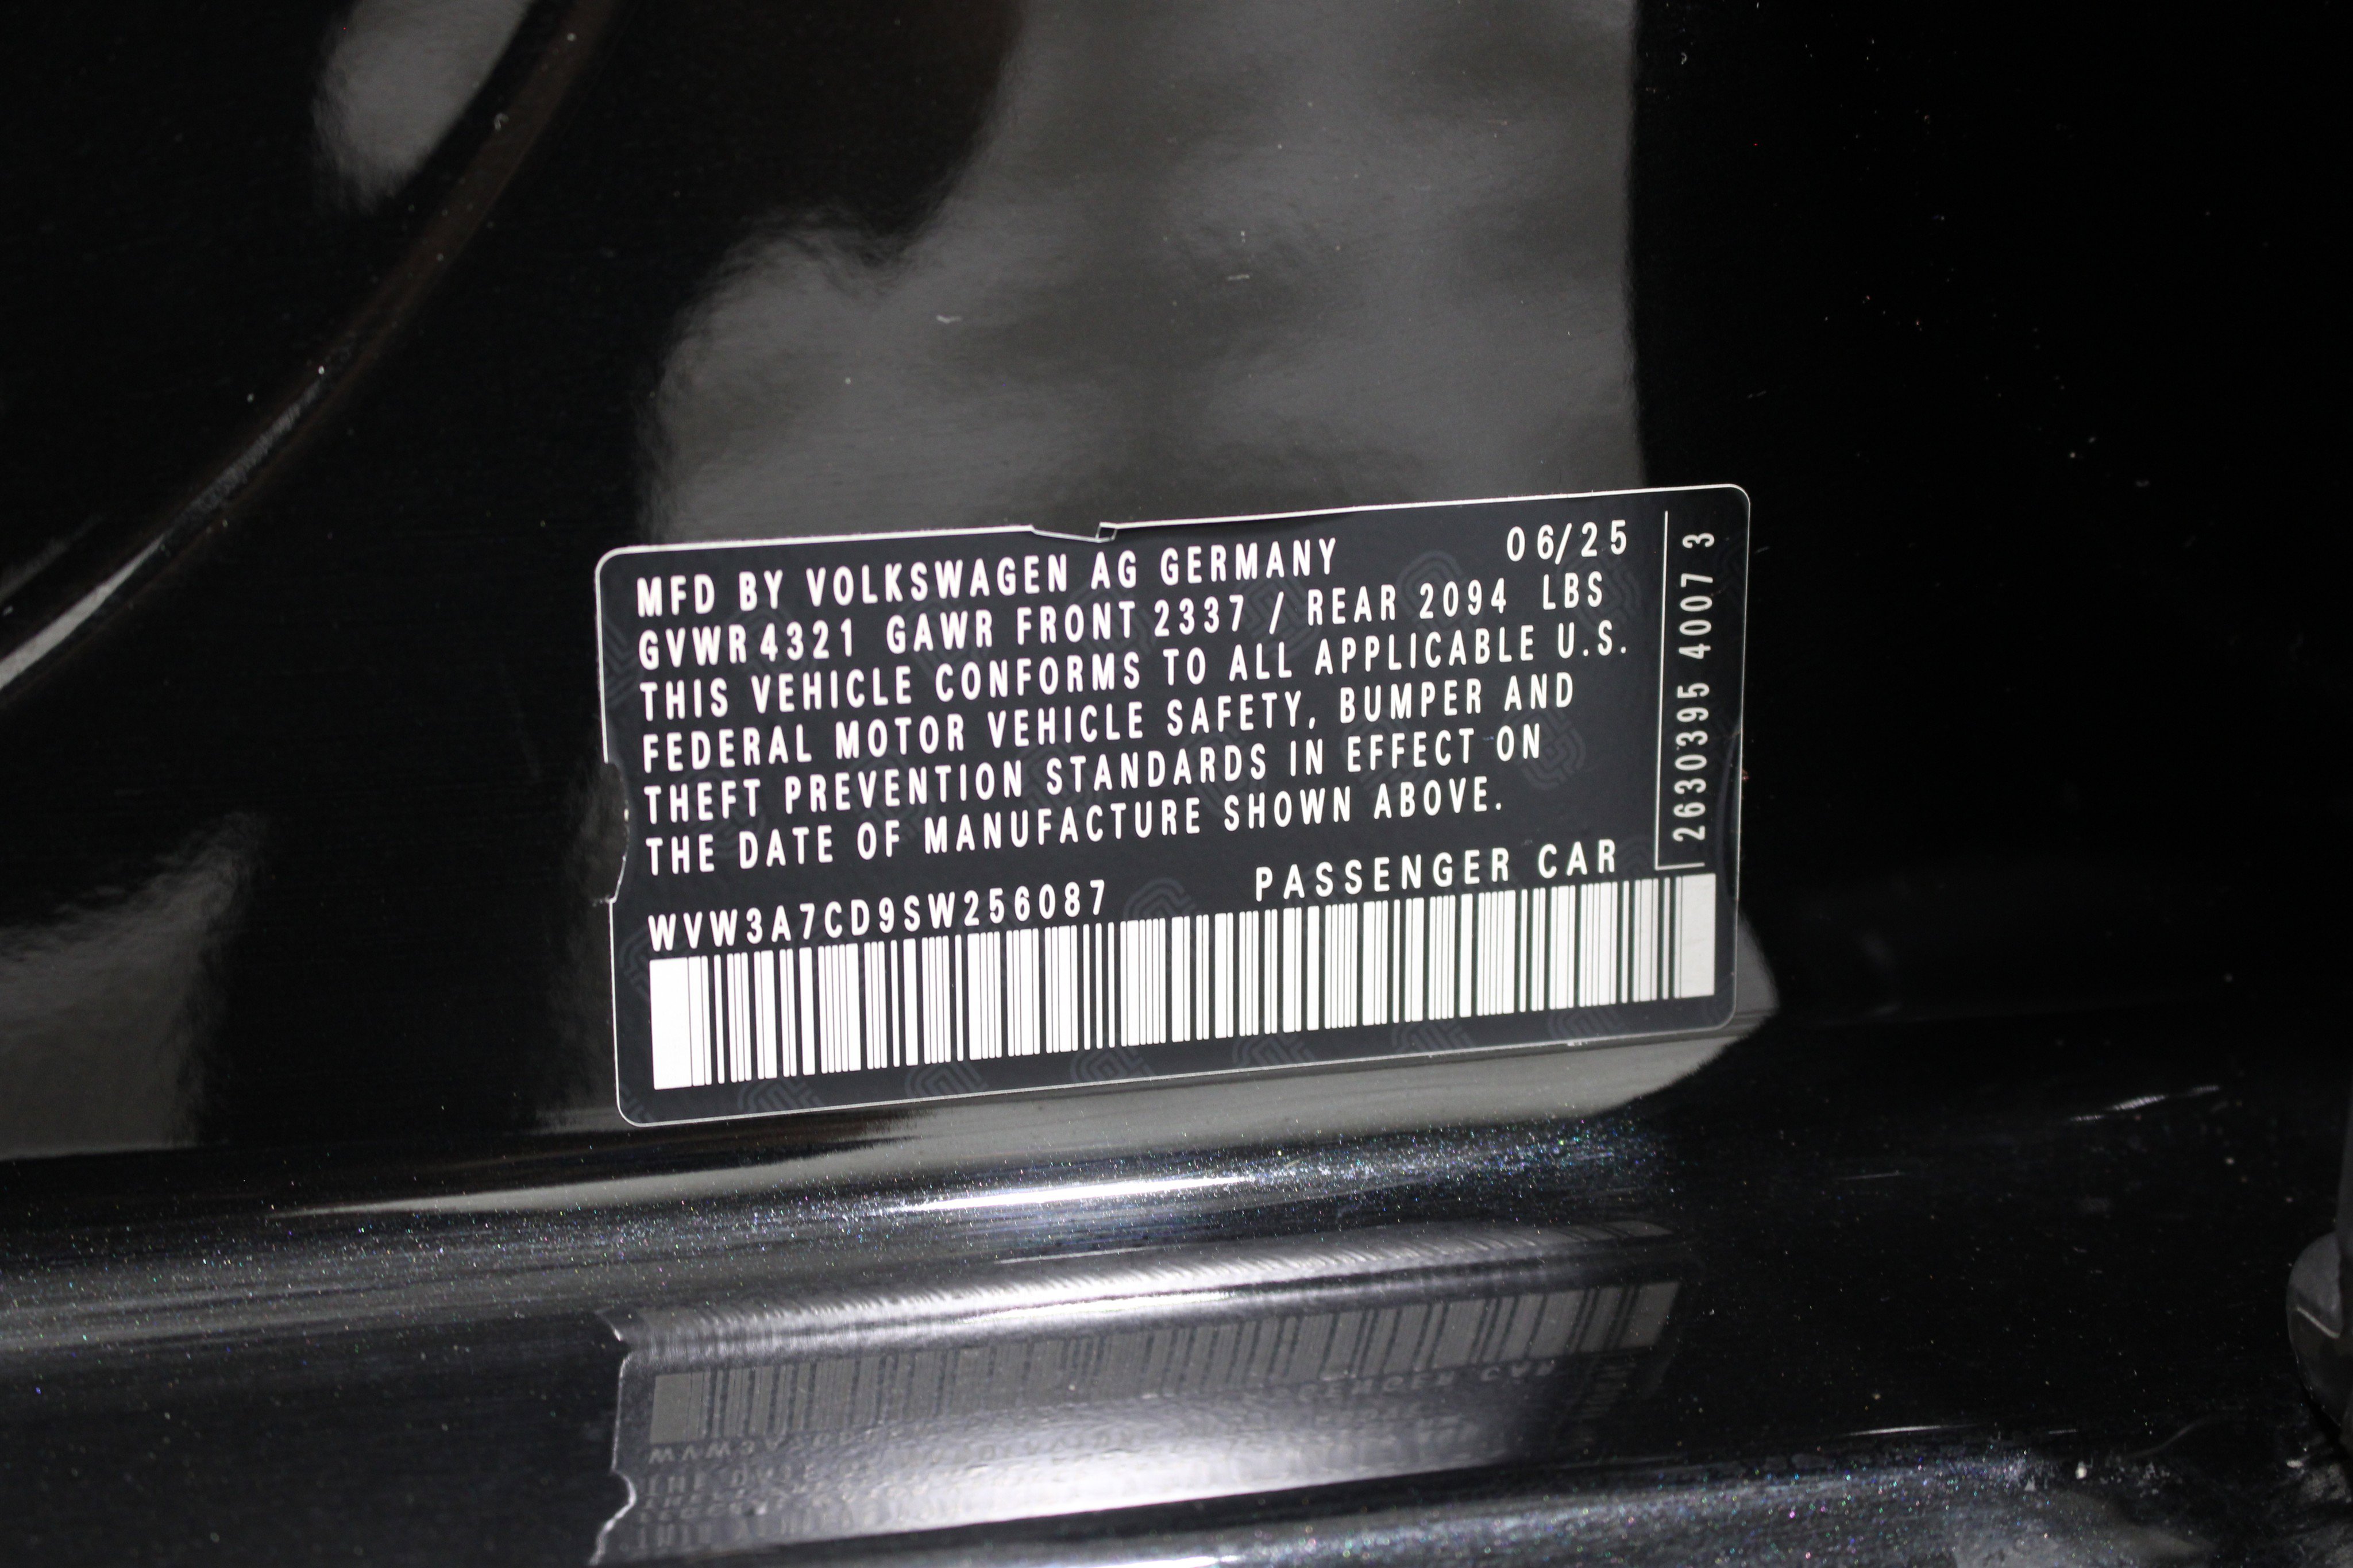 MFD BY VOLKSWAGEN AG GERMANY 06/25
GVWR 4321 GAWR FRONT 2337 / REAR 2094 LBS
THIS VEHICLE CONFORMS TO ALL APPLICABLE U.S.
FEDERAL MOTOR VEHICLE SAFETY, BUMPER AND
THEFT PREVENTION STANDARDS IN EFFECT ON
THE DATE OF MANUFACTURE SHOWN ABOVE.
WVW3A7CD9SW256087 PASSENGER CAR
26303395 4007 3